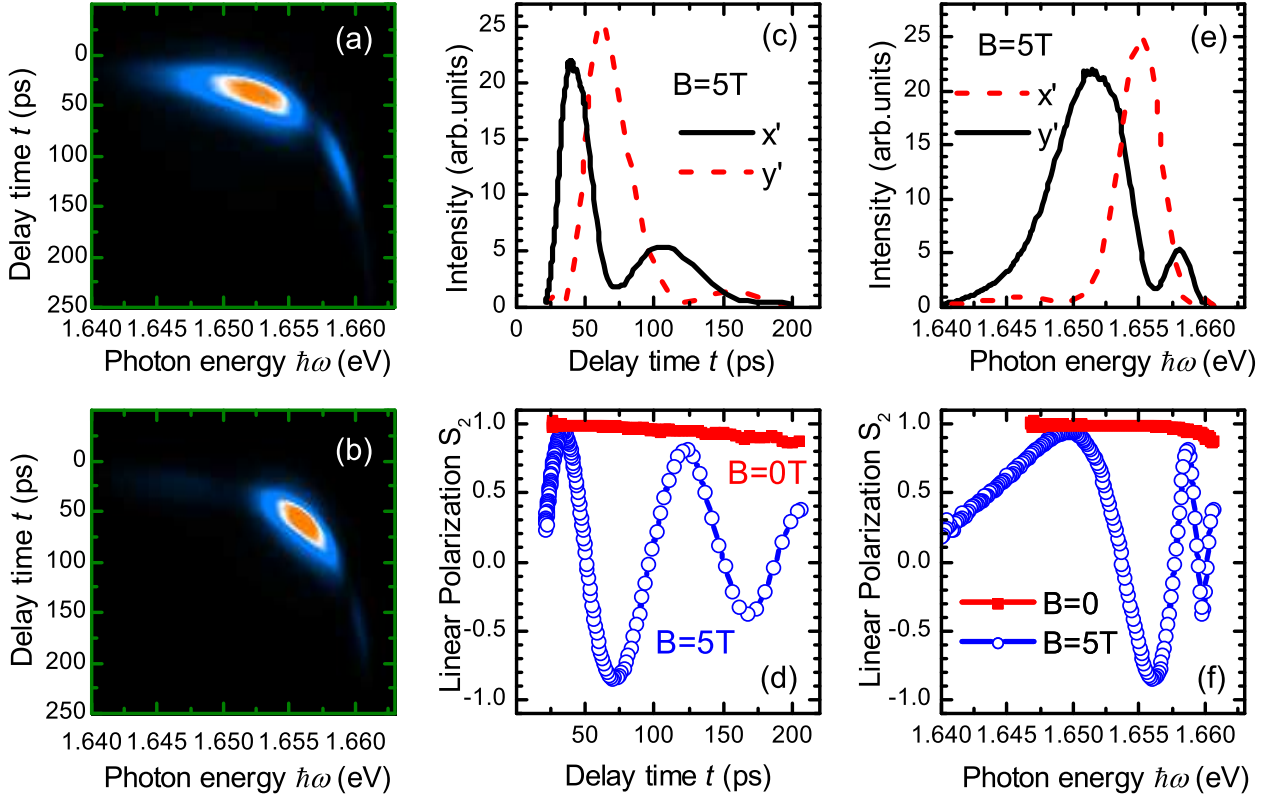 (a)
0
50
100
150
200
250
Delay time t (ps)
1.640 1.645 1.650 1.655 1.660
Photon energy ħω (eV)
(c)
B=5T
x'
y'
25
20
15
10
5
0
Intensity (arb.units)
0 50 100 150 200
Delay time t (ps)
(e)
B=5T
x'
y'
25
20
15
10
5
0
Intensity (arb.units)
1.640 1.645 1.650 1.655 1.660
Photon energy ħω (eV)
(b)
0
50
100
150
200
250
Delay time t (ps)
1.640 1.645 1.650 1.655 1.660
Photon energy ħω (eV)
1.0
0.5
0.0
-0.5
-1.0
Linear Polarization S₂
B=0T
B=5T
(d)
0 50 100 150 200
Delay time t (ps)
1.0
0.5
0.0
-0.5
-1.0
Linear Polarization S₂
B=0
B=5T
(f)
1.640 1.645 1.650 1.655 1.660
Photon energy ħω (eV)